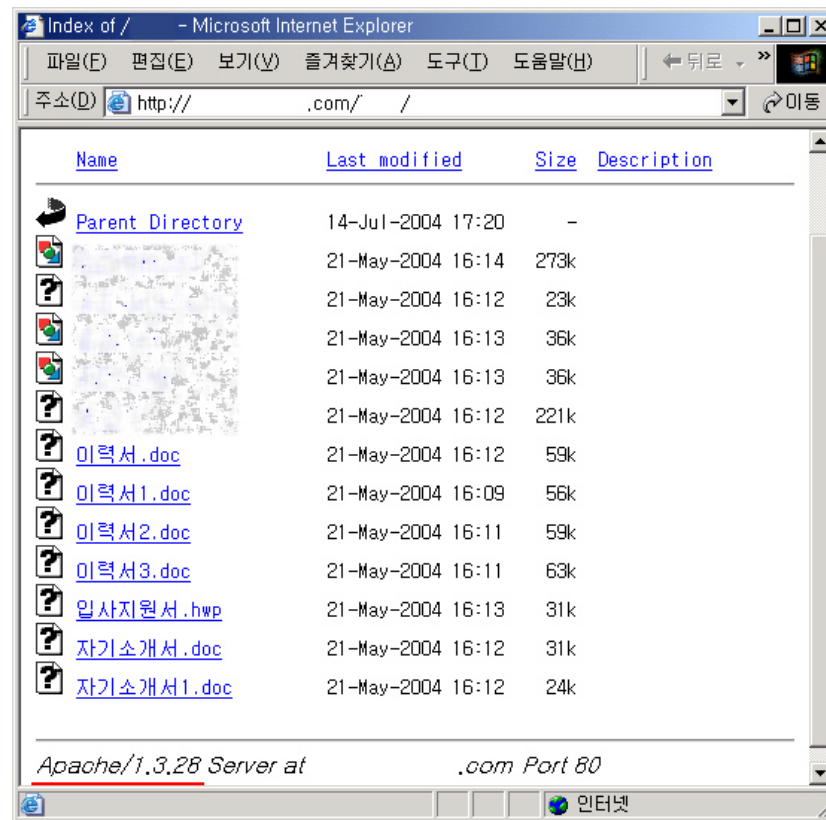 Index of / - Microsoft Internet Explorer
파일(F) 편집(E) 보기(V) 즐겨찾기(A) 도구(T) 도움말(H) 뒤로 »
주소(D) http:// .com/ / 이동
Name Last modified Size Description
Parent Directory 14-Jul-2004 17:20 -
21-May-2004 16:14 273k
21-May-2004 16:12 23k
21-May-2004 16:13 36k
21-May-2004 16:13 36k
21-May-2004 16:12 221k
이력서.doc 21-May-2004 16:12 59k
이력서1.doc 21-May-2004 16:09 56k
이력서2.doc 21-May-2004 16:11 59k
이력서3.doc 21-May-2004 16:11 63k
입사지원서.hwp 21-May-2004 16:13 31k
자기소개서.doc 21-May-2004 16:12 31k
자기소개서1.doc 21-May-2004 16:12 24k
Apache/1.3.28 Server at .com Port 80
인터넷